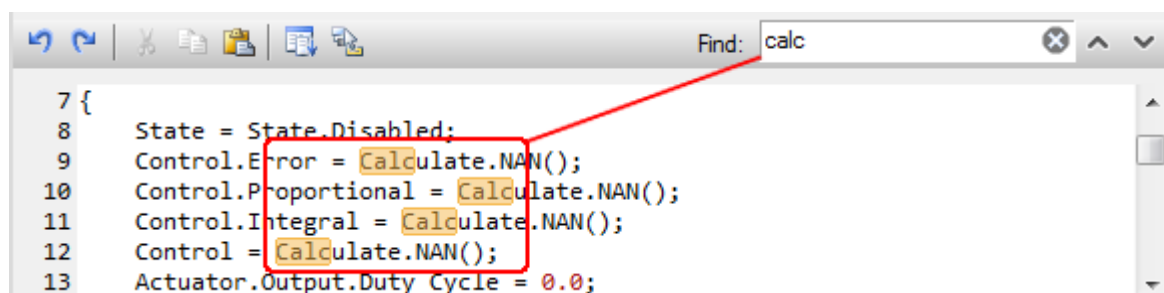 Find: calc
7 {
8 State = State.Disabled;
9 Control.Error = Calculate.NAN();
10 Control.Proportional = Calculate.NAN();
11 Control.Integral = Calculate.NAN();
12 Control = Calculate.NAN();
13 Actuator.Output.Duty Cycle = 0.0;